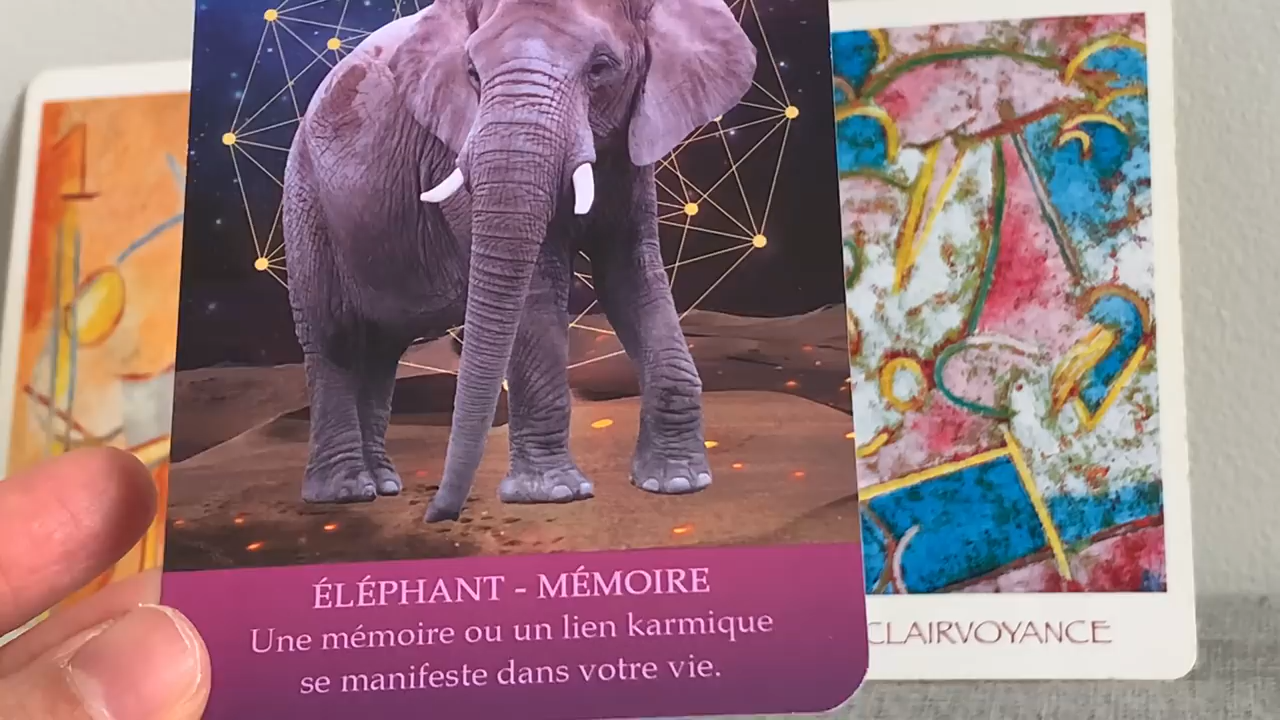 ÉLÉPHANT - MÉMOIRE
Une mémoire ou un lien karmique
se manifeste dans votre vie.
CLAIRVOYANCE